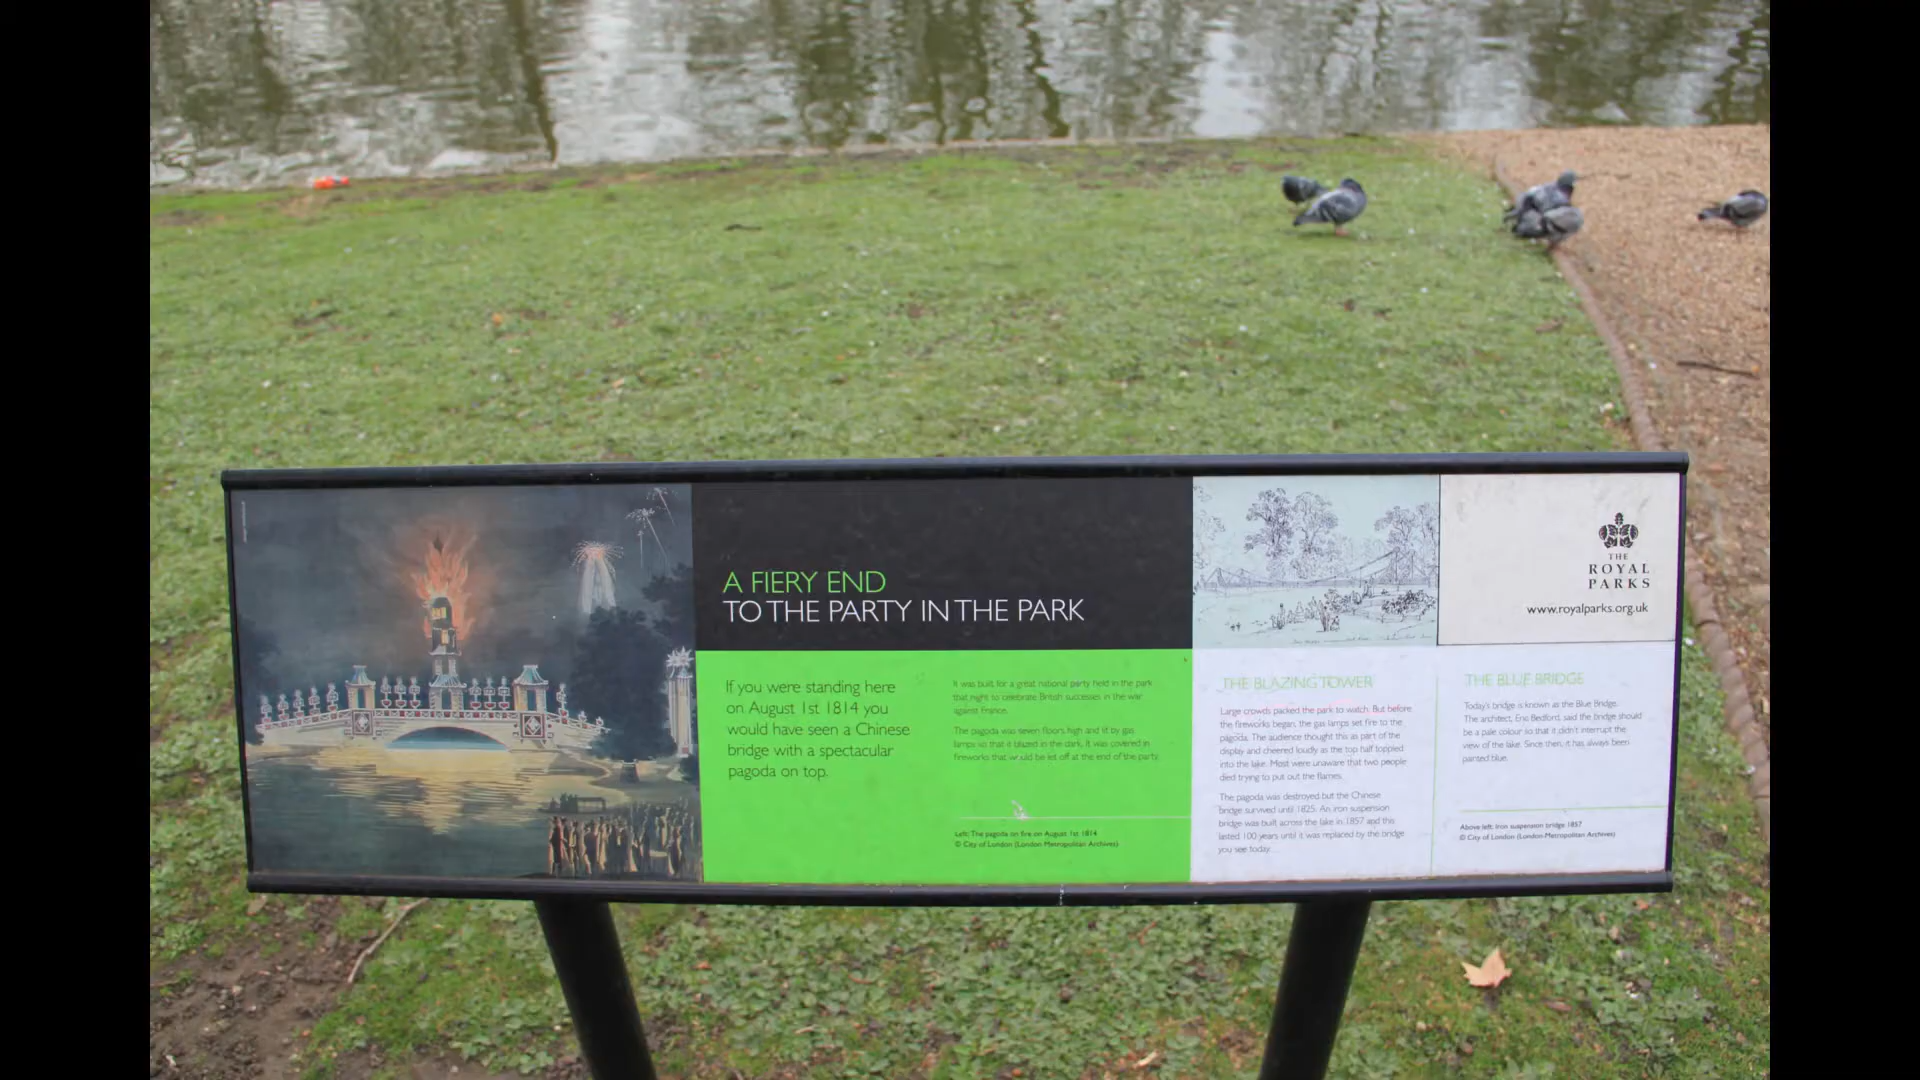 A FIERY END
TO THE PARTY IN THE PARK
If you were standing here
on August 1st 1814 you
would have seen a Chinese
bridge with a spectacular
pagoda on top.
It was built for a great national party held in the park
that night to celebrate British successes in the war
against France.
The pagoda was seven floors high and lit by gas
lamps so that it blazed in the dark. It was covered in
fireworks that would be let off at the end of the party.
Left: The pagoda on fire on August 1st 1814
© City of London (London Metropolitan Archives)
THE BLAZING TOWER
Large crowds packed the park to watch. But before
the fireworks began, the gas lamps set fire to the
pagoda. The audience thought this as part of the
display and cheered loudly as the top half toppled
into the lake. Most were unaware that two people
died trying to put out the flames.
The pagoda was destroyed but the Chinese
bridge survived until 1825. An iron suspension
bridge was built across the lake in 1857 and this
lasted 100 years until it was replaced by the bridge
you see today.
THE ROYAL PARKS
www.royalparks.org.uk
THE BLUE BRIDGE
Today's bridge is known as the Blue Bridge.
The architect, Eric Bedford, said the bridge should
be a pale colour so that it didn't interrupt the
view of the lake. Since then, it has always been
painted blue.
Above left: Iron suspension bridge 1857
© City of London (London Metropolitan Archives)